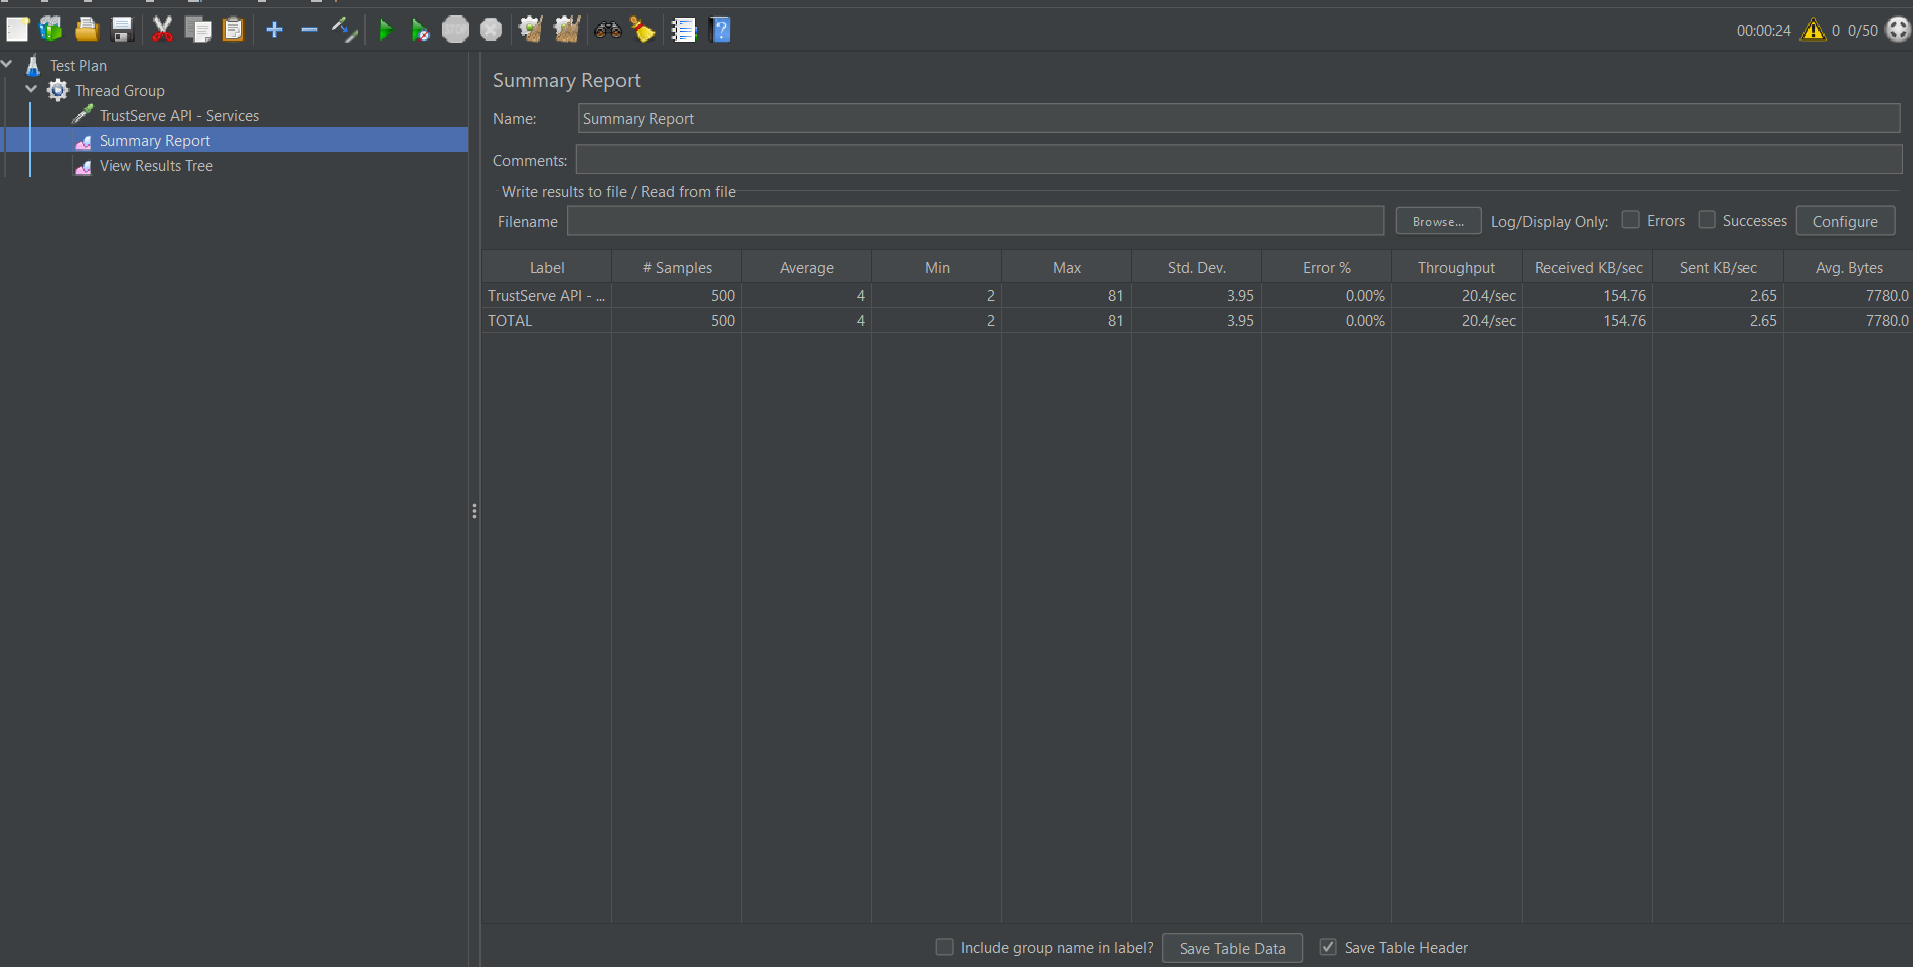 STOP
00:00:24
0 0/50
Test Plan
Thread Group
TrustServe API - Services
Summary Report
View Results Tree
Summary Report
Name: Summary Report
Comments:
Write results to file / Read from file
Filename Browse... Log/Display Only: Errors Successes Configure
Label # Samples Average Min Max Std. Dev. Error % Throughput Received KB/sec Sent KB/sec Avg. Bytes
TrustServe API - ... 500 4 2 81 3.95 0.00% 20.4/sec 154.76 2.65 7780.0
TOTAL 500 4 2 81 3.95 0.00% 20.4/sec 154.76 2.65 7780.0
Include group name in label? Save Table Data Save Table Header